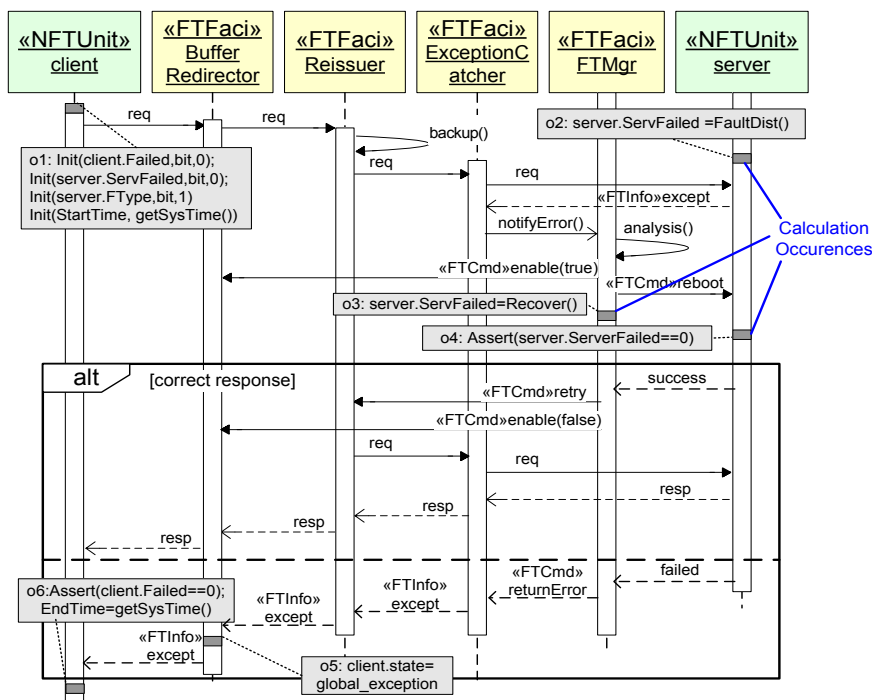 «NFTUnit»
client
«FTFaci»
Buffer
Redirector
«FTFaci»
Reissuer
«FTFaci»
ExceptionC
atcher
«FTFaci»
FTMgr
«NFTUnit»
server
req
req
backup()
o2: server.ServFailed =FaultDist()
o1: Init(client.Failed,bit,0);
Init(server.ServFailed,bit,0);
Init(server.FType,bit,1)
Init(StartTime, getSysTime())
req
req
«FTInfo»except
notifyError()
analysis()
Calculation
Occurences
«FTCmd»enable(true)
«FTCmd»reboot
o3: server.ServFailed=Recover()
o4: Assert(server.ServerFailed==0)
alt
[correct response]
success
«FTCmd»retry
«FTCmd»enable(false)
req
req
resp
resp
resp
resp
failed
«FTCmd»
returnError
o6:Assert(client.Failed==0);
EndTime=getSysTime()
«FTInfo»
except
«FTInfo»
except
«FTInfo»
except
o5: client.state=
global_exception